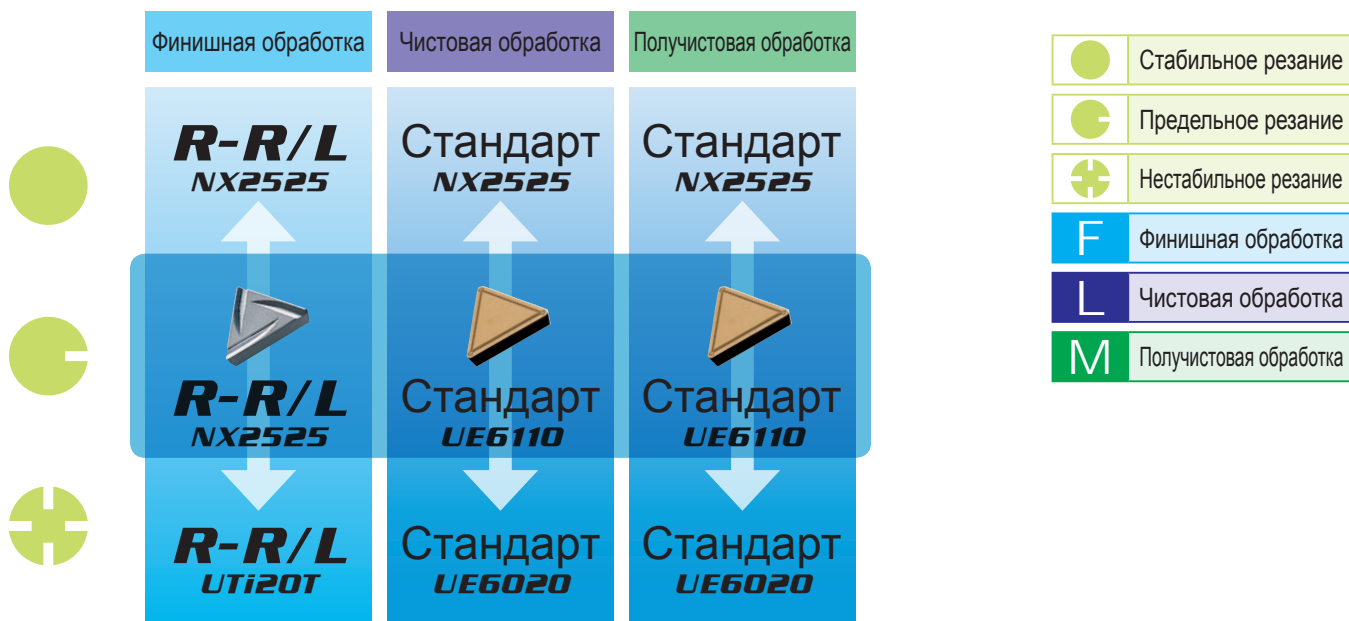 Финишная обработка
Чистовая обработка
Получистовая обработка
R-R/L
NX2525
Стандарт
NX2525
Стандарт
NX2525
R-R/L
NX2525
Стандарт
UE6110
Стандарт
UE6110
R-R/L
UTi20T
Стандарт
UE6020
Стандарт
UE6020
Стабильное резание
Предельное резание
Нестабильное резание
F Финишная обработка
L Чистовая обработка
M Получистовая обработка